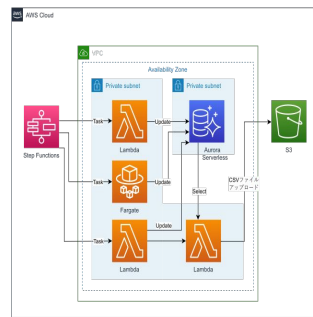 aws
AWS Cloud
VPC
Availability Zone
Private subnet
Private subnet
Task
Update
Step Functions
Lambda
Aurora
Serverless
S3
Task
Update
Fargate
Select
CSVファイル
アップロード
Task
Update
Lambda
Lambda